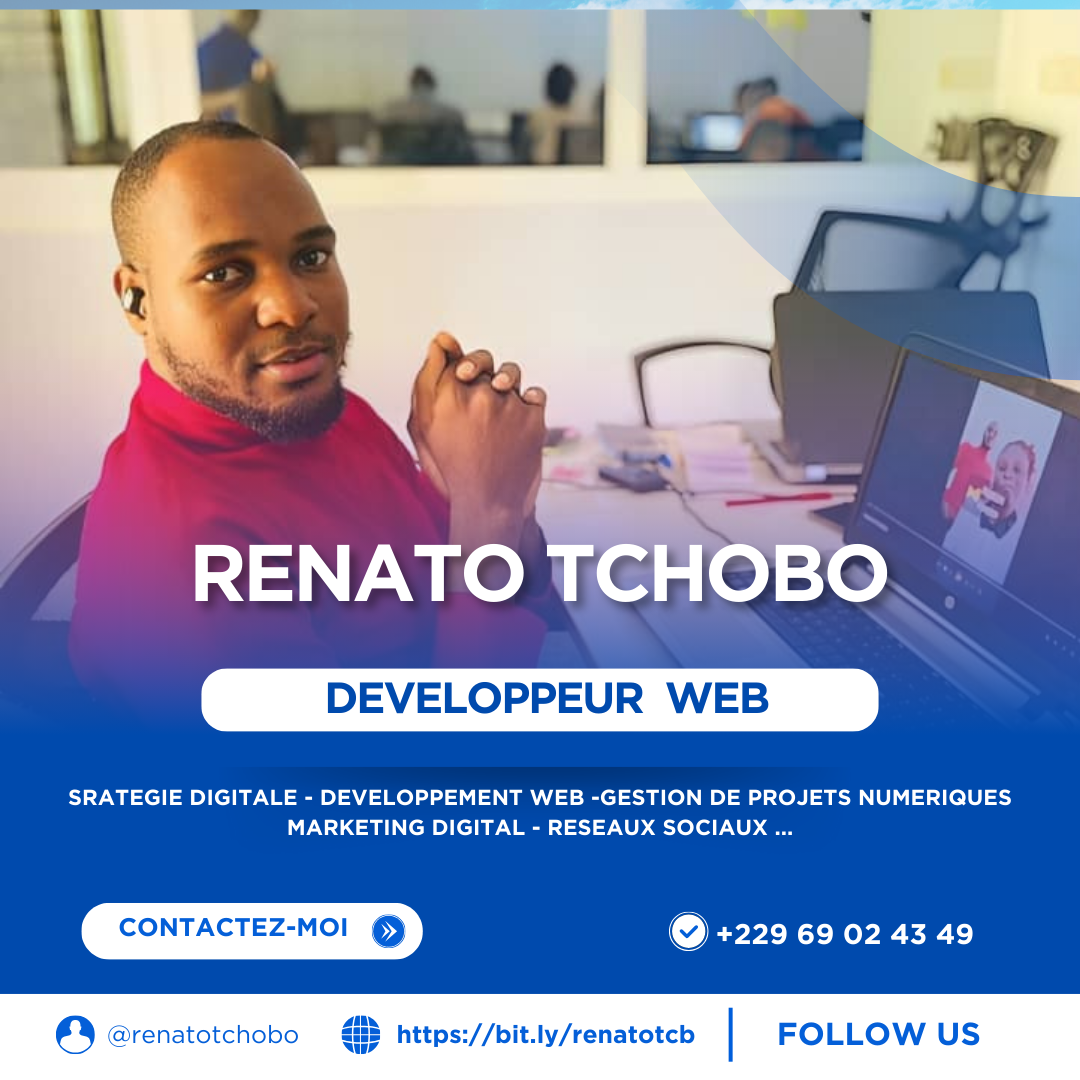 RENATO TCHOBO
DEVELOPPEUR WEB
SRATEGIE DIGITALE - DEVELOPPEMENT WEB -GESTION DE PROJETS NUMERIQUES
MARKETING DIGITAL - RESEAUX SOCIAUX ...
CONTACTEZ-MOI
+229 69 02 43 49
@renatotchobo
https://bit.ly/renatotcb
FOLLOW US